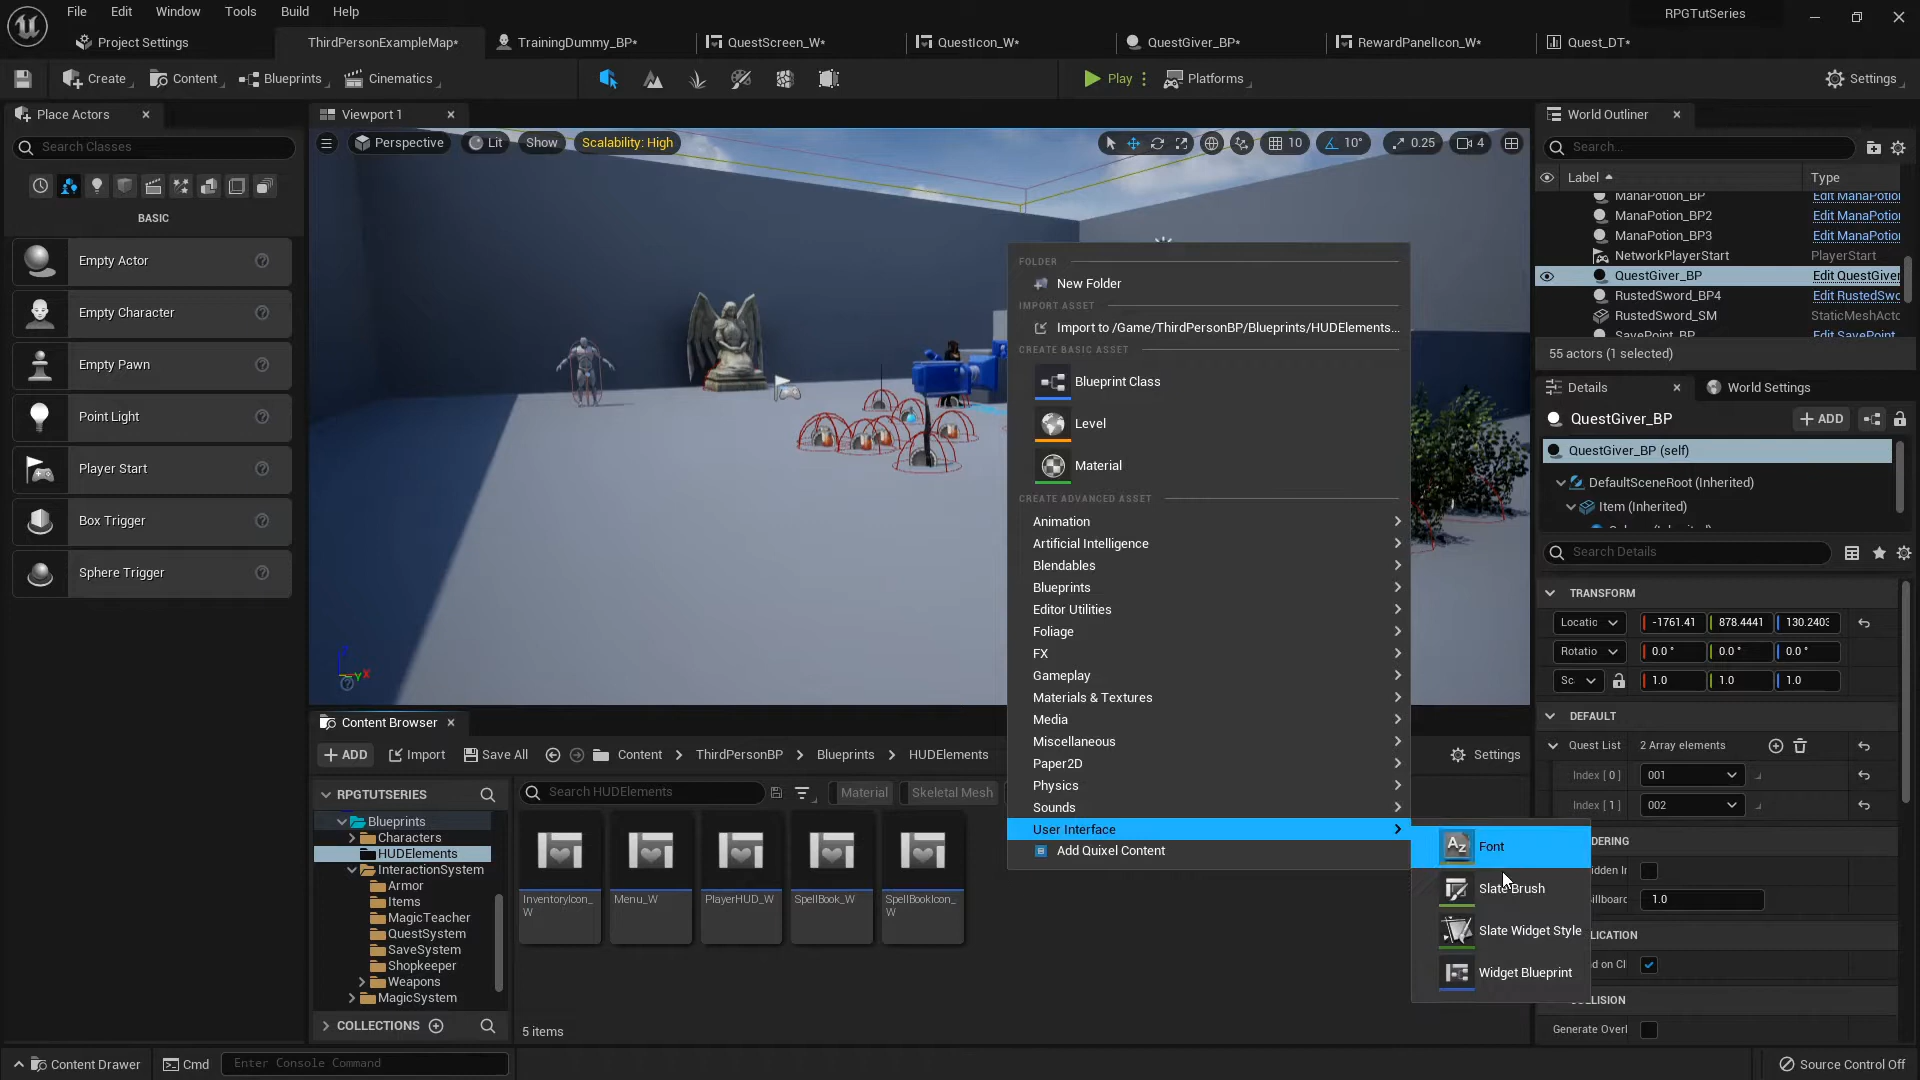 File Edit Window Tools Build Help RPGTutSeries
Project Settings ThirdPersonExampleMap* TrainingDummy_BP* QuestScreen_W* QuestIcon_W* QuestGiver_BP* RewardPanelIcon_W* Quest_DT*
Create Content Blueprints Cinematics Play Platforms Settings
Place Actors
Search Classes
BASIC
Empty Actor
Empty Character
Empty Pawn
Point Light
Player Start
Box Trigger
Sphere Trigger
Viewport 1
Perspective Lit Show Scalability: High 10 10° 0.25 4
FOLDER
New Folder
IMPORT ASSET
Import to /Game/ThirdPersonBP/Blueprints/HUDElements...
CREATE BASIC ASSET
Blueprint Class
Level
Material
CREATE ADVANCED ASSET
Animation
Artificial Intelligence
Blendables
Blueprints
Editor Utilities
Foliage
FX
Gameplay
Materials & Textures
Media
Miscellaneous
Paper2D
Physics
Sounds
User Interface
Add Quixel Content
Font
Slate Brush
Slate Widget Style
Widget Blueprint
World Outliner
Search...
Label Type
ManaPotion_BP Edit ManaPotio
ManaPotion_BP2 Edit ManaPotio
ManaPotion_BP3 Edit ManaPotio
NetworkPlayerStart PlayerStart
QuestGiver_BP Edit QuestGiver
RustedSword_BP4 Edit RustedSwo
RustedSword_SM StaticMeshActo
SavePoint_BP Edit SavePoint
55 actors (1 selected)
Details World Settings
QuestGiver_BP ADD
QuestGiver_BP (self)
DefaultSceneRoot (Inherited)
Item (Inherited)
Search Details
TRANSFORM
Locatic -1761.41 878.4441 130.2403
Rotatio 0.0 ° 0.0 ° 0.0 °
Sc 1.0 1.0 1.0
DEFAULT
Quest List 2 Array elements
Index [ 0 ] 001
Index [ 1 ] 002
DERING
idden Ir
illboarc 1.0
LICATION
d on Cl
LLISION
Generate Overl
Content Browser
ADD Import Save All Content ThirdPersonBP Blueprints HUDElements Settings
RPGTUTSERIES
Blueprints
Characters
HUDElements
InteractionSystem
Armor
Items
MagicTeacher
QuestSystem
SaveSystem
Shopkeeper
Weapons
MagicSystem
COLLECTIONS
Search HUDElements Material Skeletal Mesh
InventoryIcon_
W
Menu_W
PlayerHUD_W
SpellBook_W
SpellBookIcon_
W
5 items
Content Drawer Cmd Enter Console Command Source Control Off